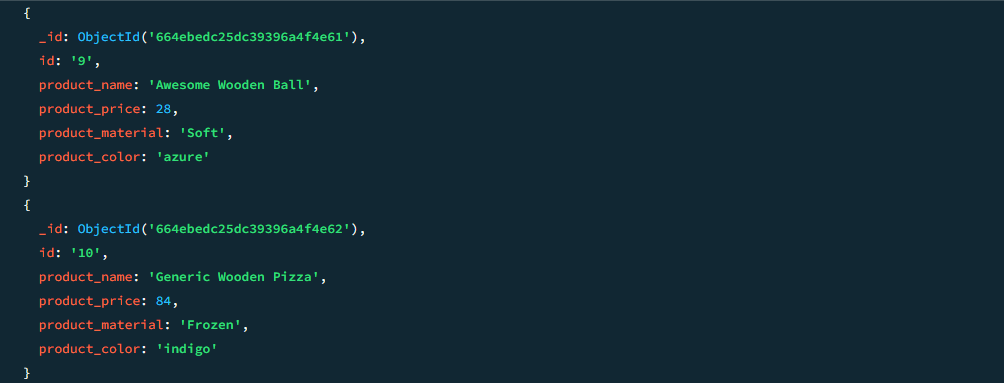 {
_id: ObjectId('664ebedc25dc39396a4f4e61'),
id: '9',
product_name: 'Awesome Wooden Ball',
product_price: 28,
product_material: 'Soft',
product_color: 'azure'
}
{
_id: ObjectId('664ebedc25dc39396a4f4e62'),
id: '10',
product_name: 'Generic Wooden Pizza',
product_price: 84,
product_material: 'Frozen',
product_color: 'indigo'
}